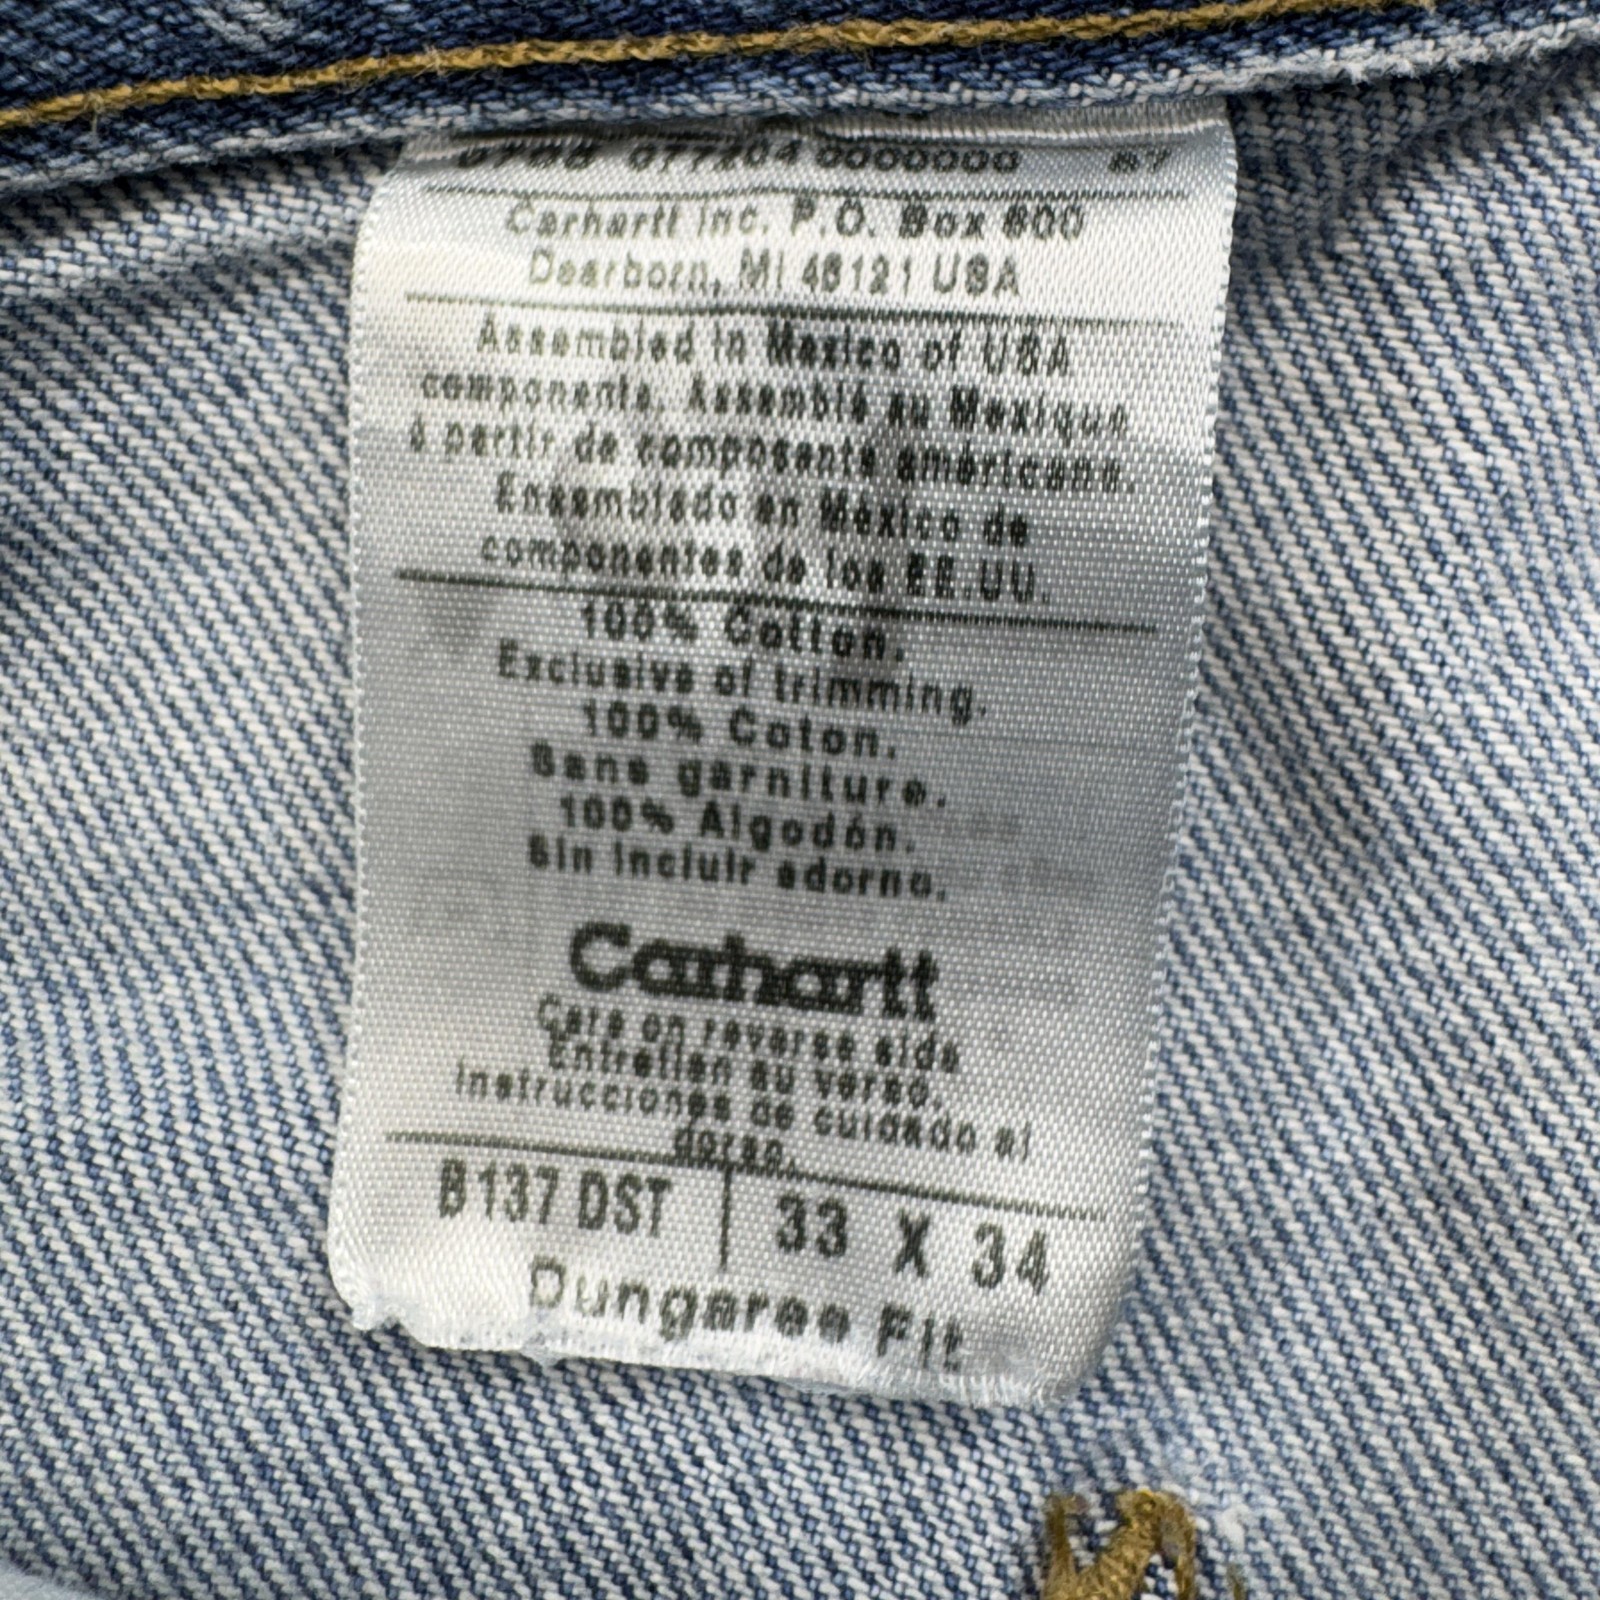 0000000 57
Carhartt Inc. P.O. Box 600
Dearborn, MI 48121 USA
Assembled in Mexico of USA
components. Assemblé au Mexique
à partir de composants américans.
Ensamblado en México de
componentes de los EE.UU.
100% Cotton.
Exclusive of trimming.
100% Coton.
Sans garniture.
100% Algodón.
Sin incluir adorno.
Carhartt
Care on reverse side
Entretien au verso.
Instrucciones de cuidado al
dorso.
B137 DST | 33 X 34
Dungaree Fit